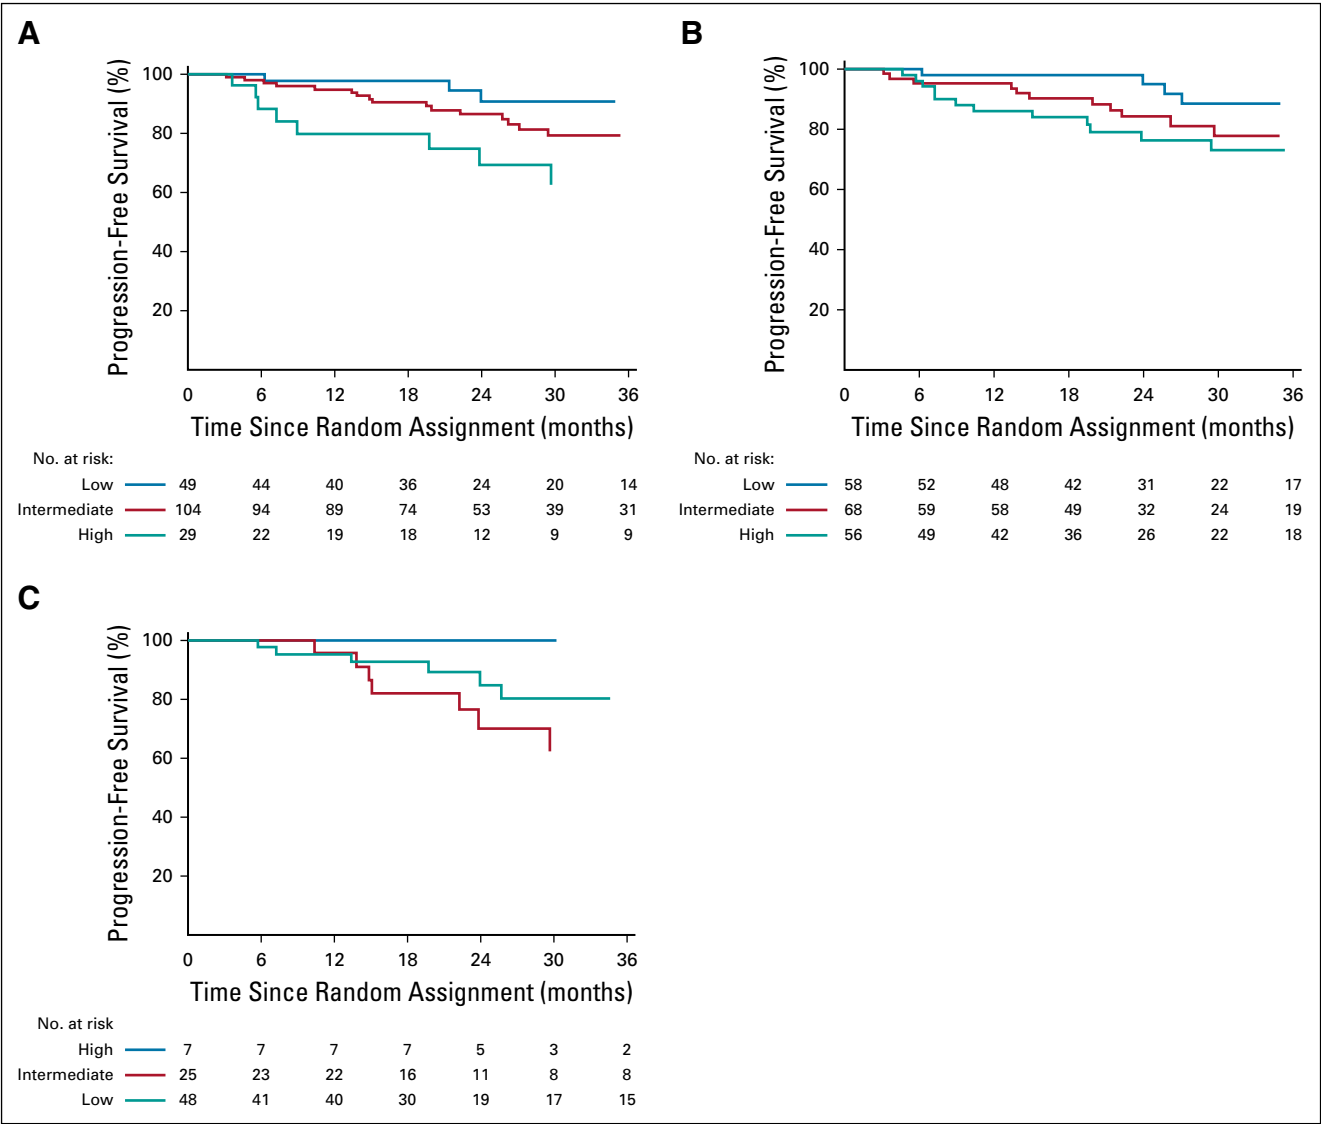 A
Progression-Free Survival (%)
100
80
60
40
20
0 6 12 18 24 30 36
Time Since Random Assignment (months)
No. at risk:
Low 49 44 40 36 24 20 14
Intermediate 104 94 89 74 53 39 31
High 29 22 19 18 12 9 9
B
Progression-Free Survival (%)
100
80
60
40
20
0 6 12 18 24 30 36
Time Since Random Assignment (months)
No. at risk:
Low 58 52 48 42 31 22 17
Intermediate 68 59 58 49 32 24 19
High 56 49 42 36 26 22 18
C
Progression-Free Survival (%)
100
80
60
40
20
0 6 12 18 24 30 36
Time Since Random Assignment (months)
No. at risk
High 7 7 7 7 5 3 2
Intermediate 25 23 22 16 11 8 8
Low 48 41 40 30 19 17 15